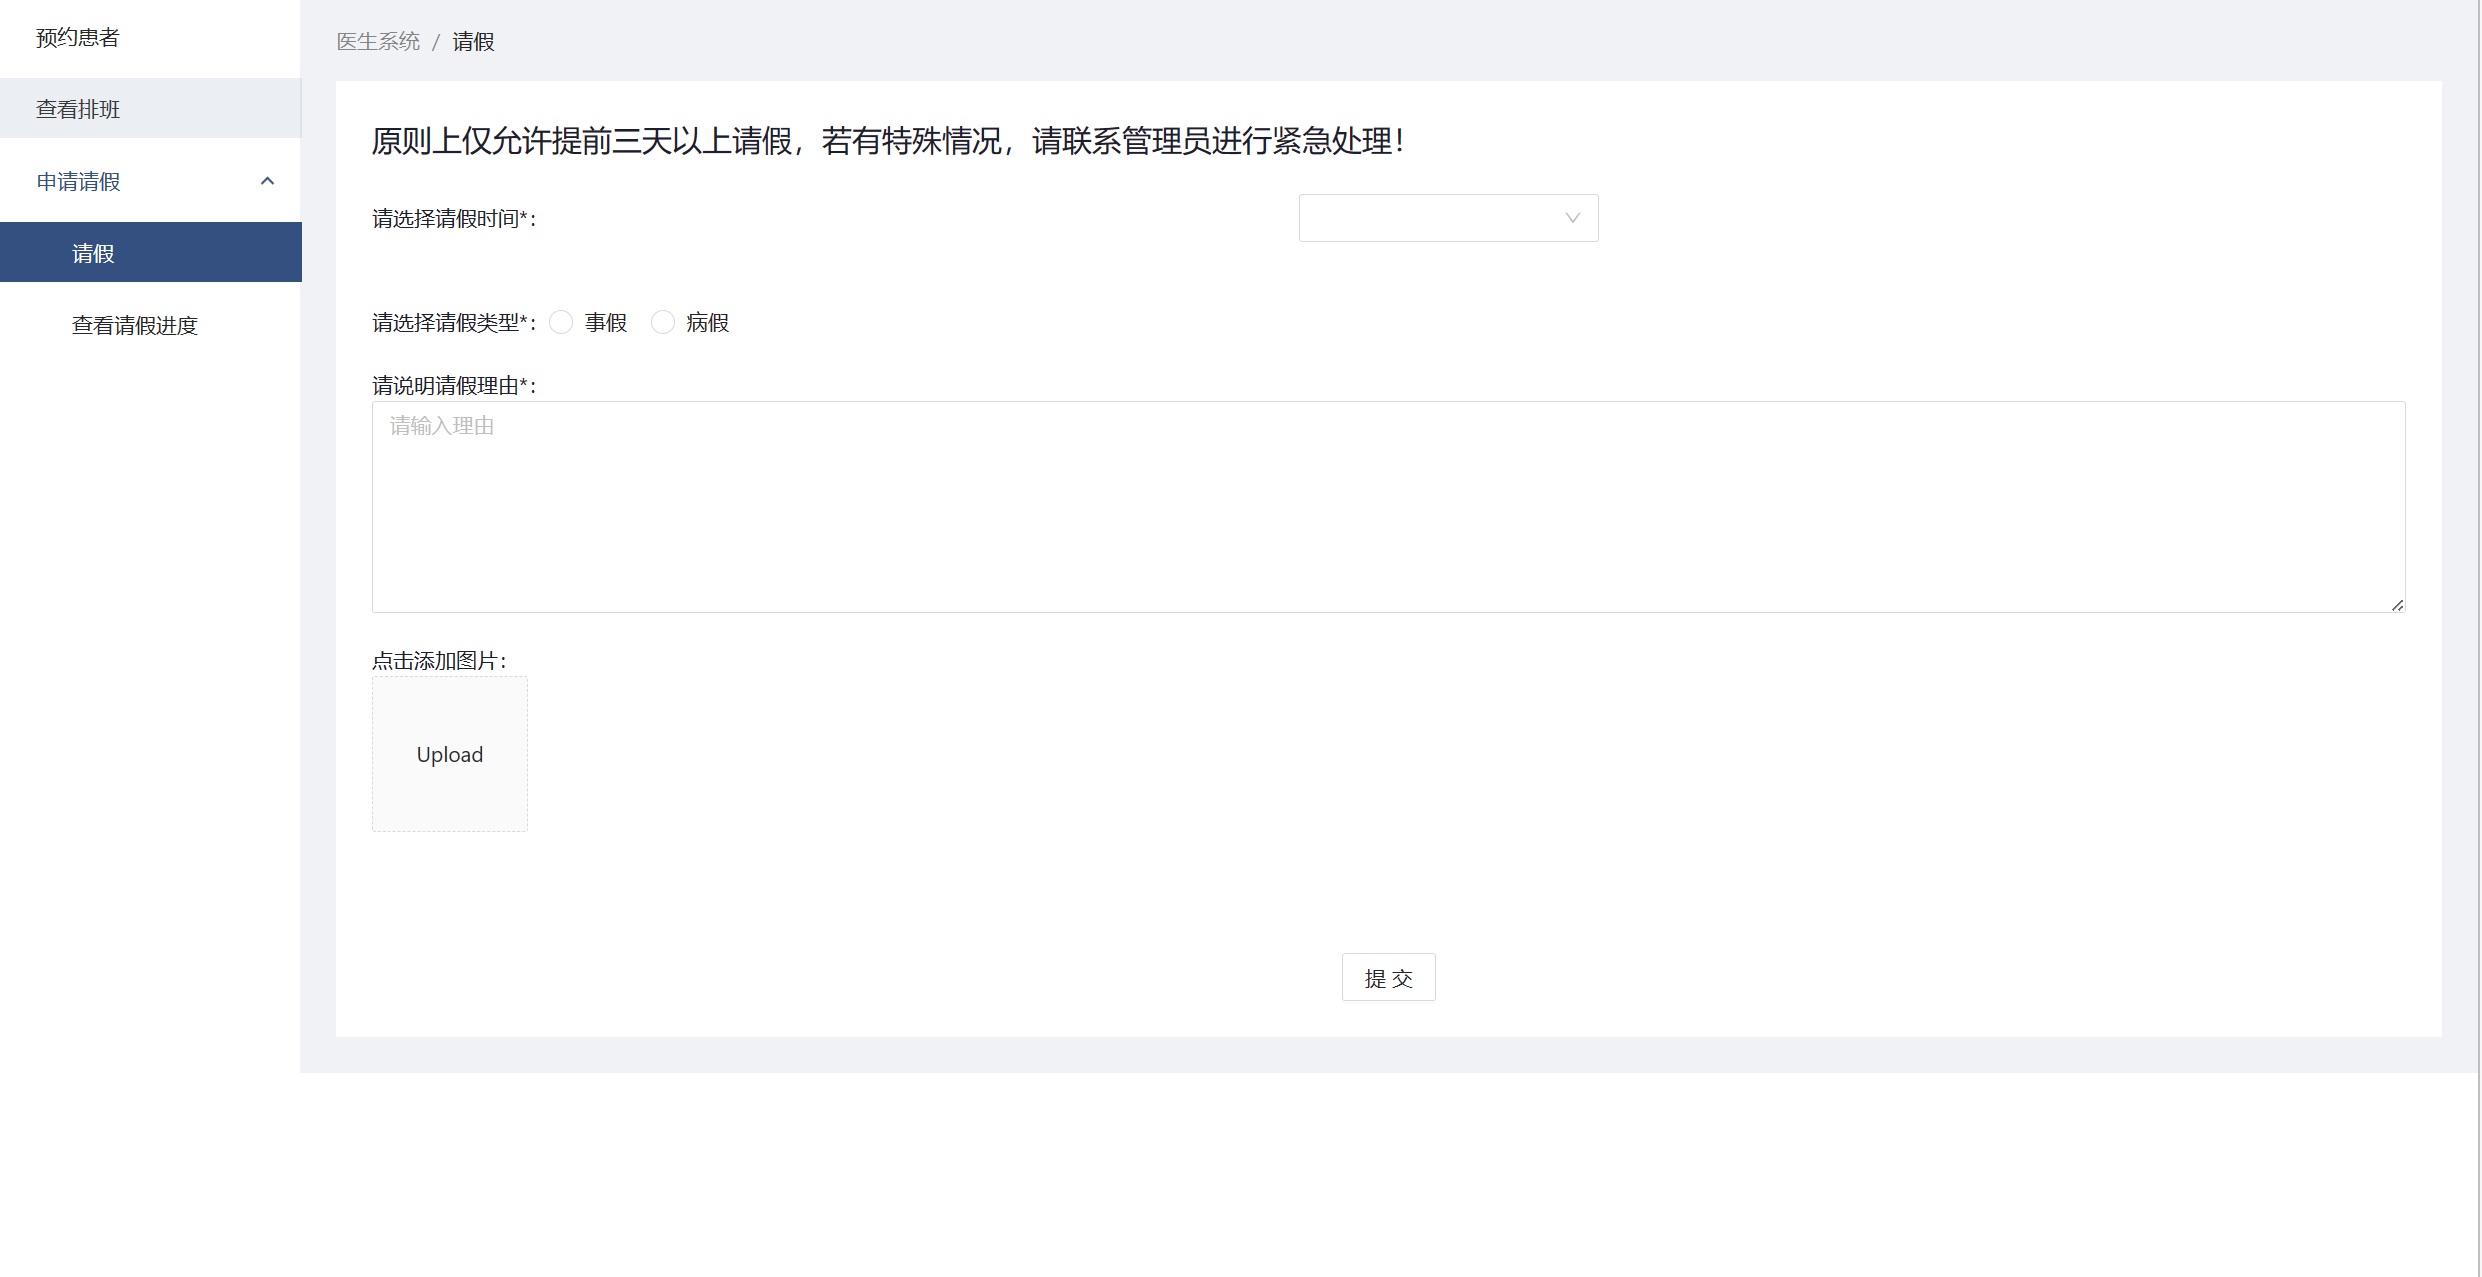 预约患者
查看排班
申请请假
请假
查看请假进度
医生系统 / 请假
原则上仅允许提前三天以上请假，若有特殊情况，请联系管理员进行紧急处理！
请选择请假时间*：
请选择请假类型*： 事假 病假
请说明请假理由*：
请输入理由
点击添加图片：
Upload
提 交